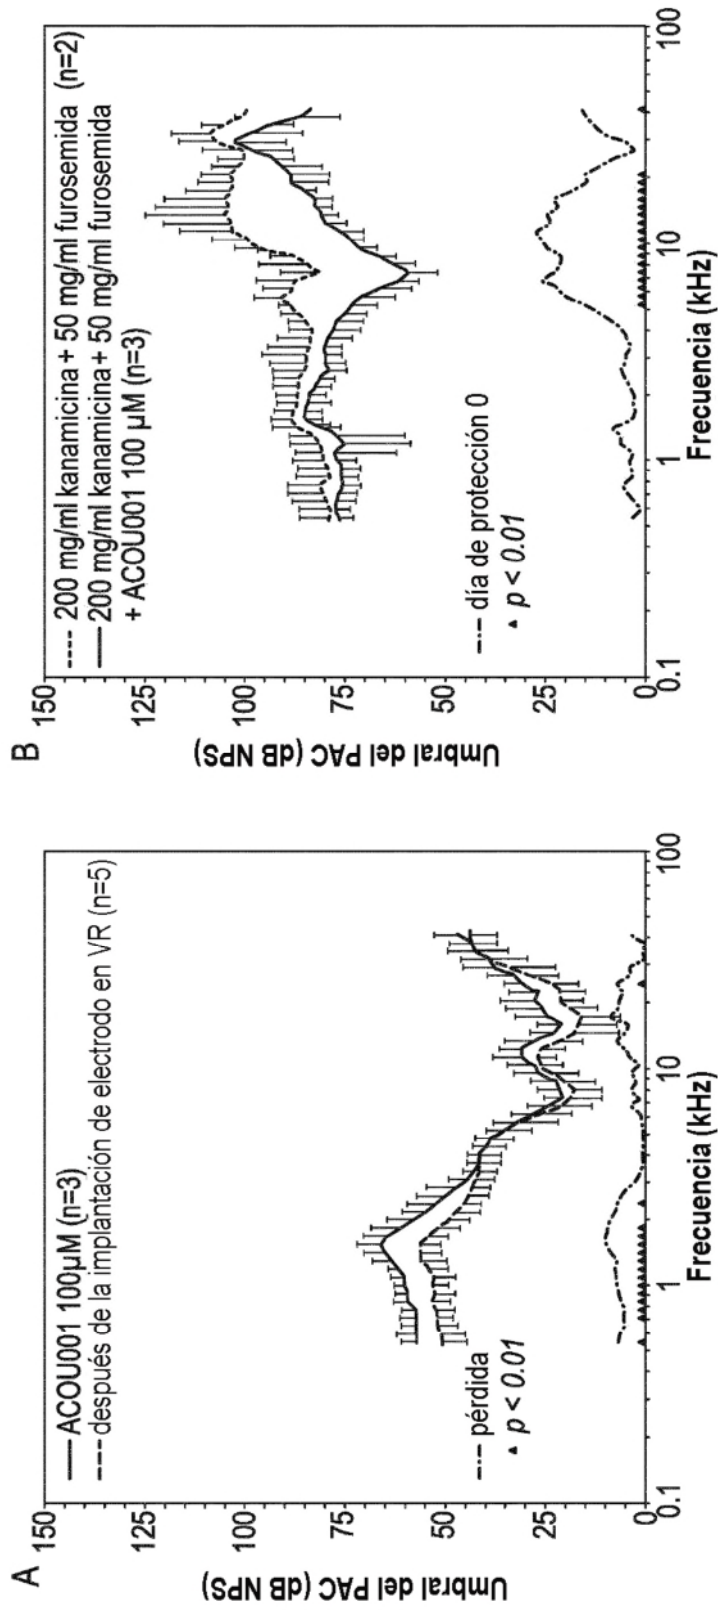 A
Umbral del PAC (dB NPS)
150
125
100
75
50
25
0
ACOU001 100µM (n=3)
después de la implantación de electrodo en VR (n=5)
pérdida
▲ p < 0.01
0.1
1
10
100
Frecuencia (kHz)
B
Umbral del PAC (dB NPS)
150
125
100
75
50
25
0
200 mg/ml kanamicina + 50 mg/ml furosemida (n=2)
200 mg/ml kanamicina + 50 mg/ml furosemida
+ ACOU001 100 µM (n=3)
día de protección 0
▲ p < 0.01
0.1
1
10
100
Frecuencia (kHz)